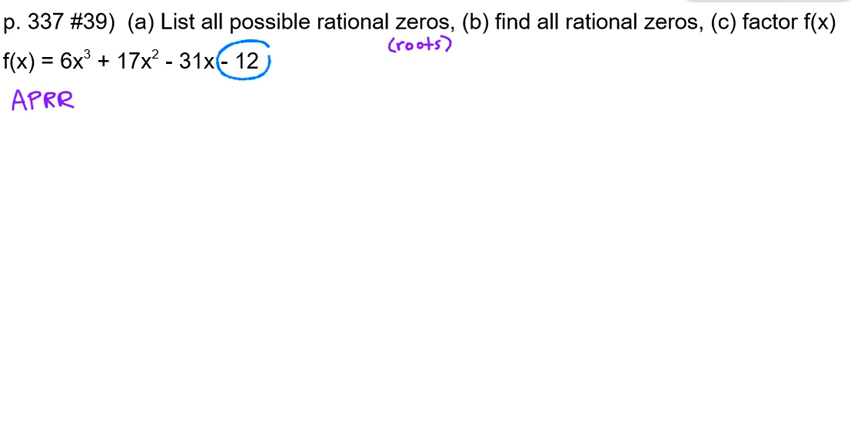 p. 337 #39) (a) List all possible rational zeros, (b) find all rational zeros, (c) factor f(x)
(roots)
f(x) = 6x³ + 17x² - 31x - 12
APRR